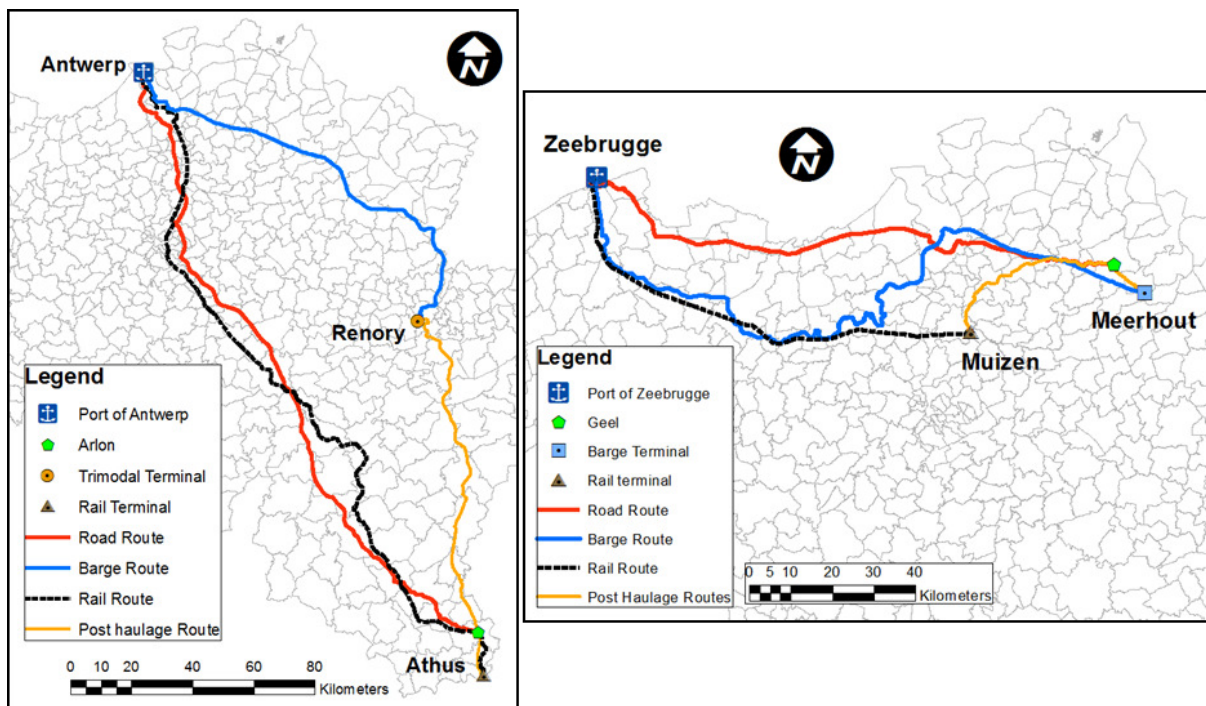 Antwerp
N
Renory
Legend
Port of Antwerp
Arlon
Trimodal Terminal
Rail Terminal
Road Route
Barge Route
Rail Route
Post haulage Route
Athus
0 10 20 40 60 80
Kilometers
Zeebrugge
N
Meerhout
Muizen
Legend
Port of Zeebrugge
Geel
Barge Terminal
Rail terminal
Road Route
Barge Route
Rail Route
Post Haulage Routes
0 5 10 20 30 40
Kilometers